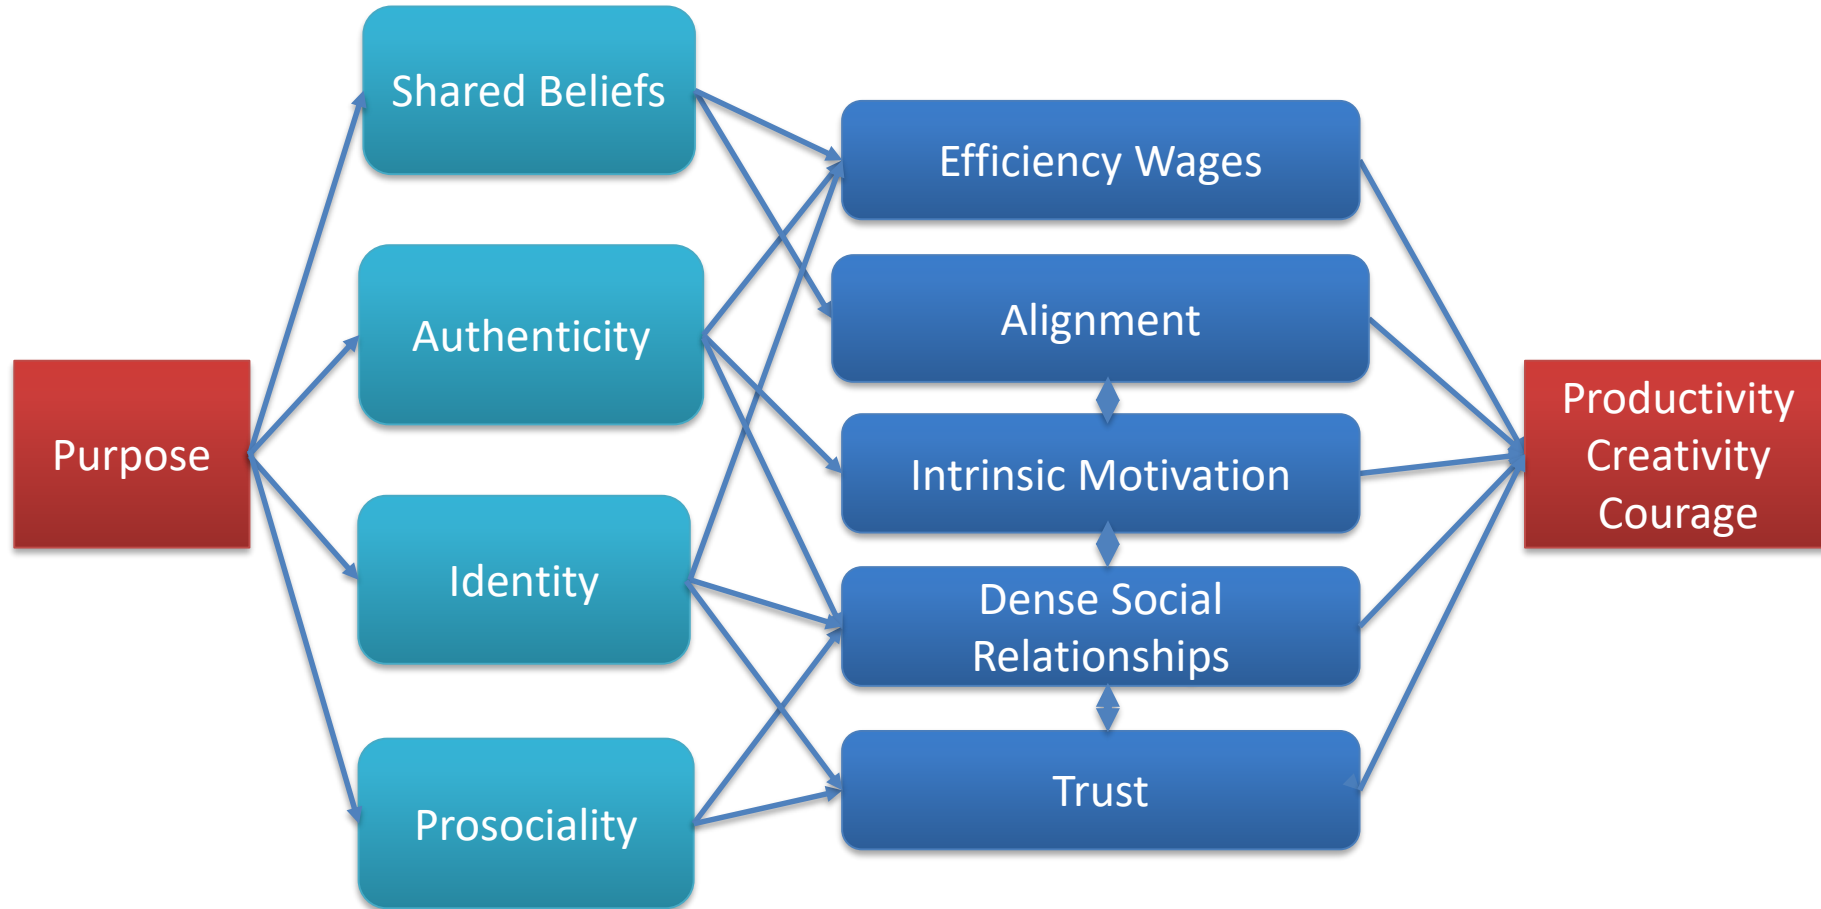 Purpose
Shared Beliefs
Authenticity
Identity
Prosociality
Efficiency Wages
Alignment
Intrinsic Motivation
Dense Social
Relationships
Trust
Productivity
Creativity
Courage